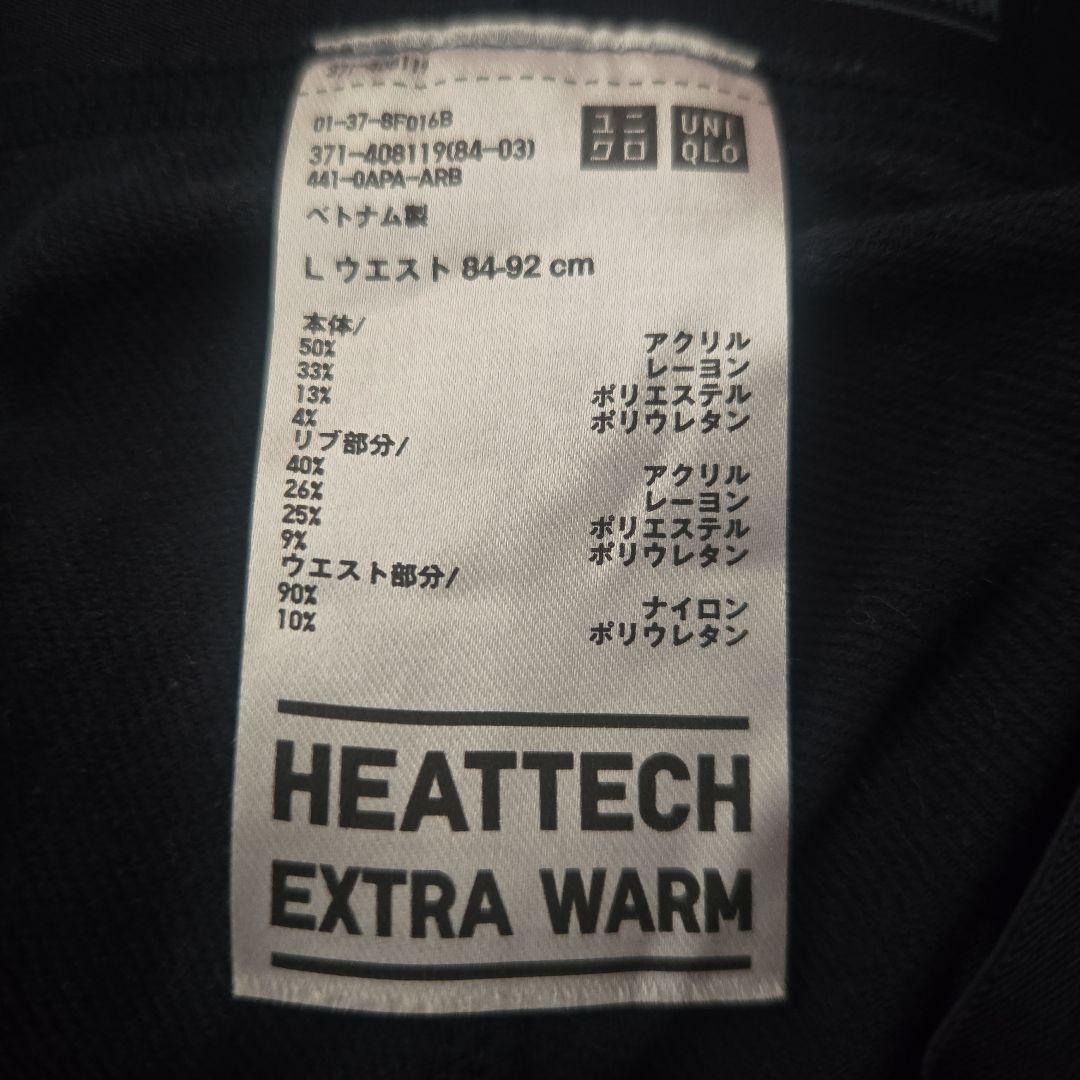 01-37-8F016B
371-408119(84-03)
441-0APA-ARB
ユニクロ
UNIQLO
ベトナム製
L ウエスト 84-92 cm
本体/
50% アクリル
33% レーヨン
13% ポリエステル
4% ポリウレタン
リブ部分/
40% アクリル
26% レーヨン
25% ポリエステル
9% ポリウレタン
ウエスト部分/
90% ナイロン
10% ポリウレタン
HEATTECH
EXTRA WARM